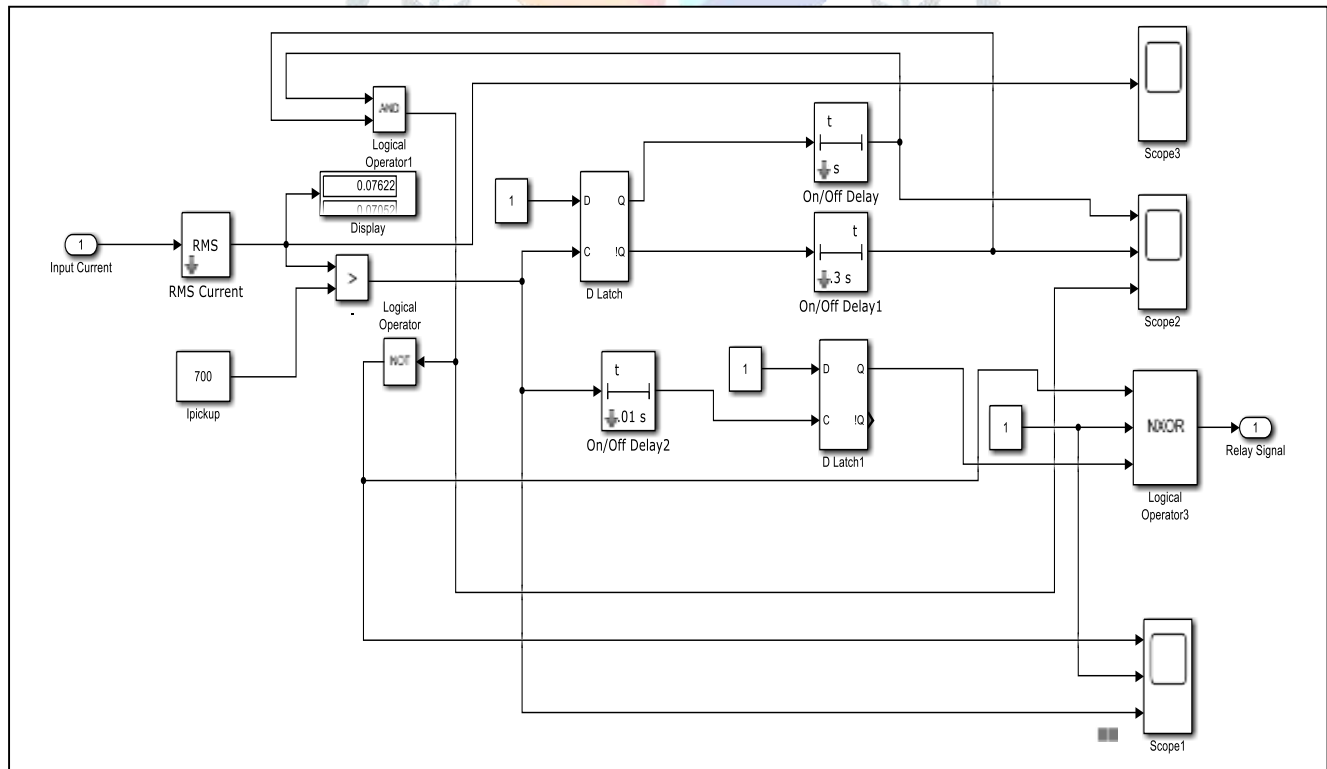 Scope3
AND
Logical
Operator1
t
s
On/Off Delay
0.07622
0.07052
Display
1
D
Q
C
!Q
D Latch
Scope2
1
Input Current
RMS
RMS Current
>
-
t
.3 s
On/Off Delay1
Logical
Operator
NOT
700
Ipickup
t
.01 s
On/Off Delay2
1
D
Q
C
!Q
D Latch1
1
NXOR
Logical
Operator3
1
Relay Signal
Scope1